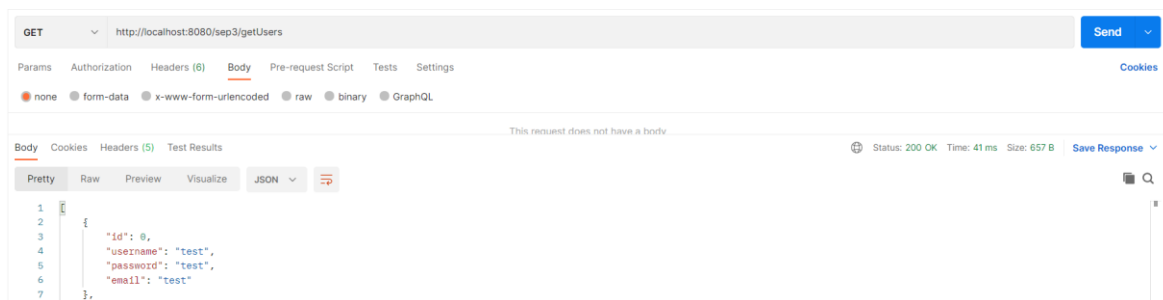 GET http://localhost:8080/sep3/getUsers Send
Params Authorization Headers (6) Body Pre-request Script Tests Settings Cookies
none form-data x-www-form-urlencoded raw binary GraphQL
This request does not have a body
Body Cookies Headers (5) Test Results Status: 200 OK Time: 41 ms Size: 657 B Save Response
Pretty Raw Preview Visualize JSON
1 [
2 {
3 "id": 0,
4 "username": "test",
5 "password": "test",
6 "email": "test"
7 },